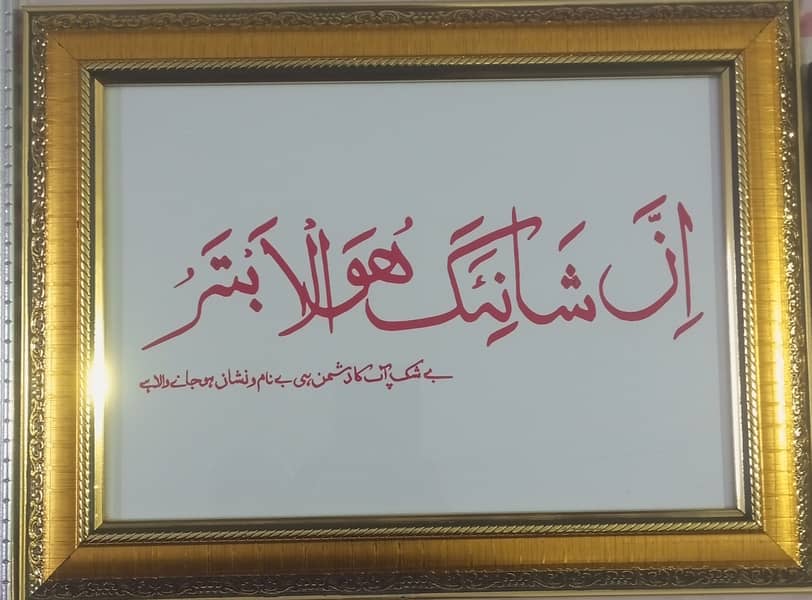 اِنَّ شَانِئَكَ هُوَ الْاَبْتَرُ
بے شک آپ کا دشمن ہی بے نام و نشان ہو جانے والا ہے